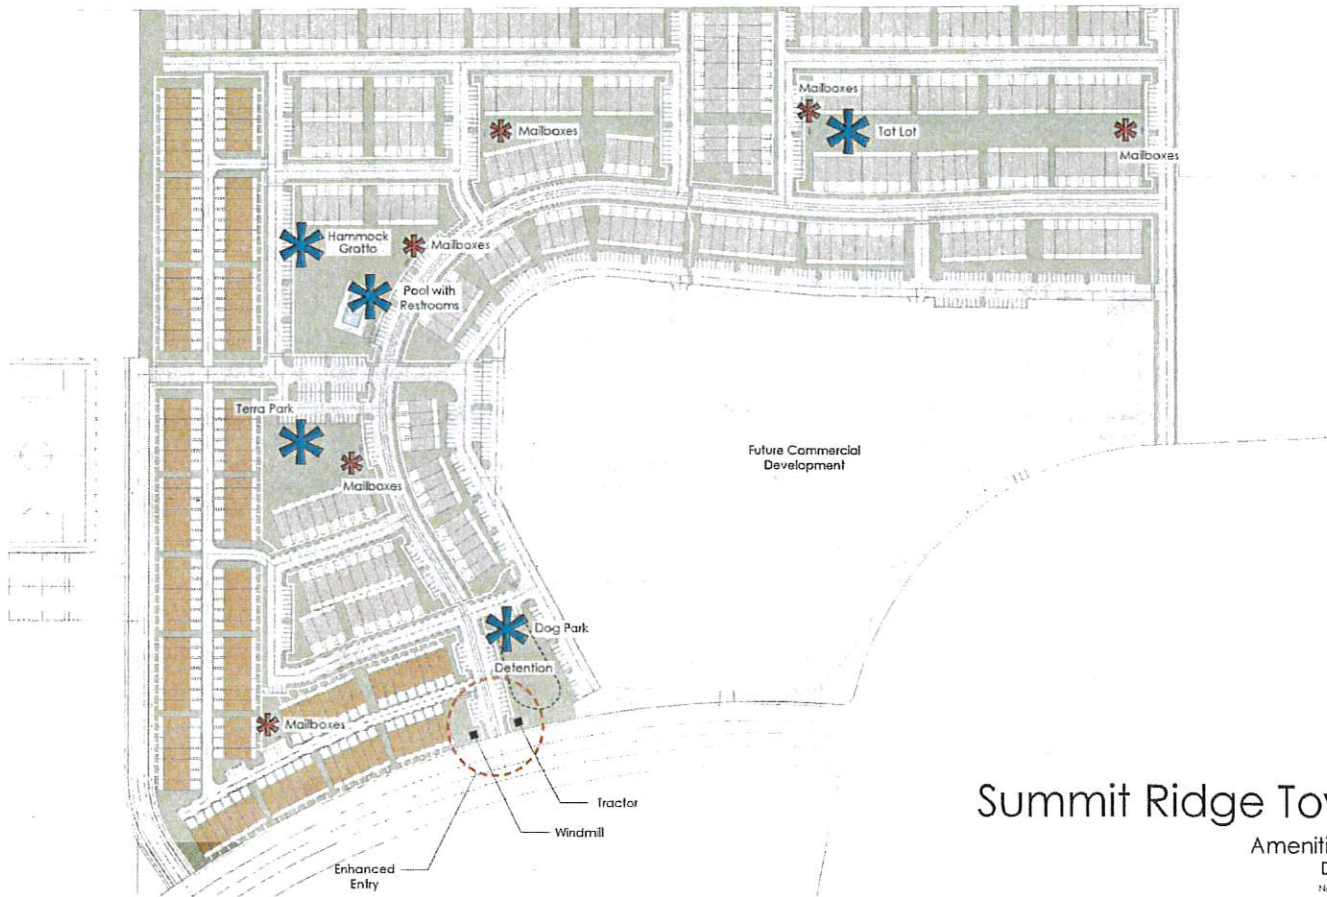 Mailboxes
Mailboxes
Tot Lot
Mailboxes
Hammock
Grotto
Mailboxes
Pool with
Restrooms
Terra Park
Future Commercial
Development
Mailboxes
Dog Park
Detention
Mailboxes
Tractor
Windmill
Enhanced
Entry
Summit Ridge
Ameniti